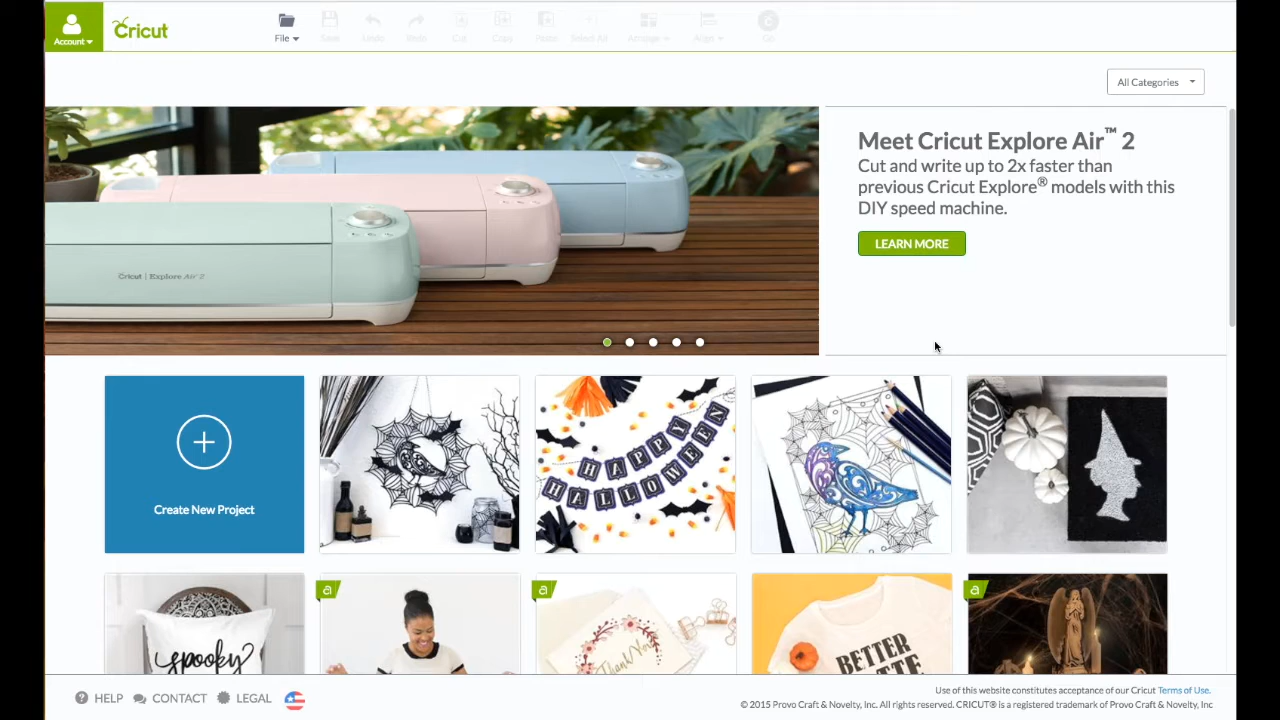 Account
Cricut
File
Save
Undo
Redo
Cut
Copy
Paste
Select All
Arrange
Align
Go
All Categories
Cricut | Explore Air 2
Meet Cricut Explore Air™ 2
Cut and write up to 2x faster than
previous Cricut Explore® models with this
DIY speed machine.
LEARN MORE
Create New Project
HAPPY
HALLOWEEN
spooky
a
a
Thank You
BETTER
a
HELP
CONTACT
LEGAL
Use of this website constitutes acceptance of our Cricut Terms of Use.
© 2015 Provo Craft & Novelty, Inc. All rights reserved. CRICUT® is a registered trademark of Provo Craft & Novelty, Inc